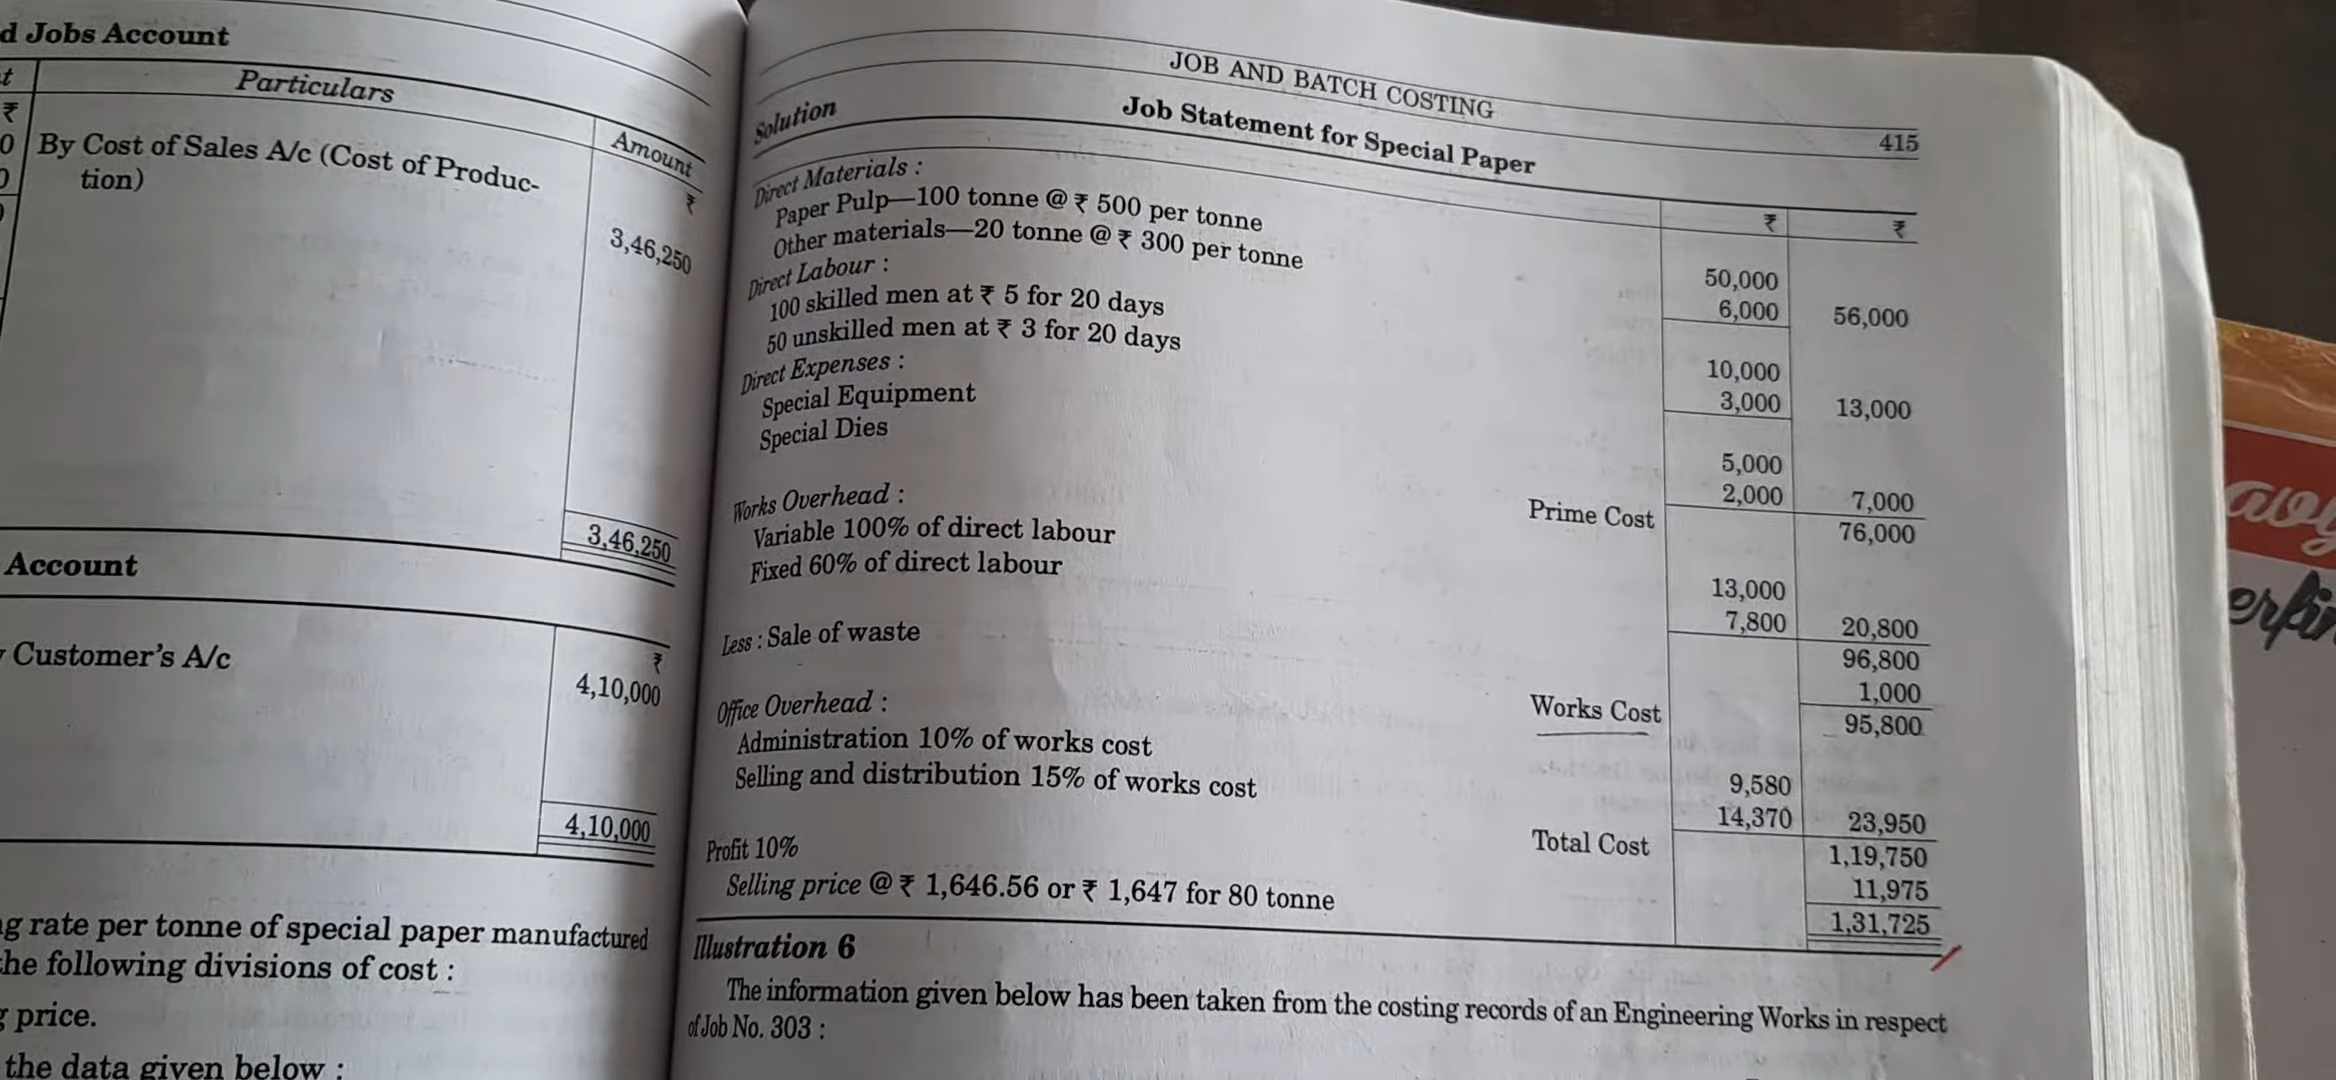 d Jobs Account
t
Particulars
Amount
₹
₹
0
By Cost of Sales A/c (Cost of Produc-
tion)
3,46,250
3,46,250
Account
₹
Customer's A/c
4,10,000
4,10,000
g rate per tonne of special paper manufactured
he following divisions of cost :
price.
the data given below :
JOB AND BATCH COSTING
415
Solution
Job Statement for Special Paper
₹ ₹
Direct Materials :
Paper Pulp—100 tonne @ ₹ 500 per tonne 50,000
Other materials—20 tonne @ ₹ 300 per tonne 6,000 56,000
Direct Labour :
100 skilled men at ₹ 5 for 20 days 10,000
50 unskilled men at ₹ 3 for 20 days 3,000 13,000
Direct Expenses :
Special Equipment 5,000
Special Dies 2,000 7,000
Prime Cost 76,000
Works Overhead :
Variable 100% of direct labour 13,000
Fixed 60% of direct labour 7,800 20,800
96,800
Less : Sale of waste 1,000
Works Cost 95,800
Office Overhead :
Administration 10% of works cost 9,580
Selling and distribution 15% of works cost 14,370 23,950
Total Cost 1,19,750
Profit 10% 11,975
Selling price @ ₹ 1,646.56 or ₹ 1,647 for 80 tonne 1,31,725
Illustration 6
The information given below has been taken from the costing records of an Engineering Works in respect
of Job No. 303 :